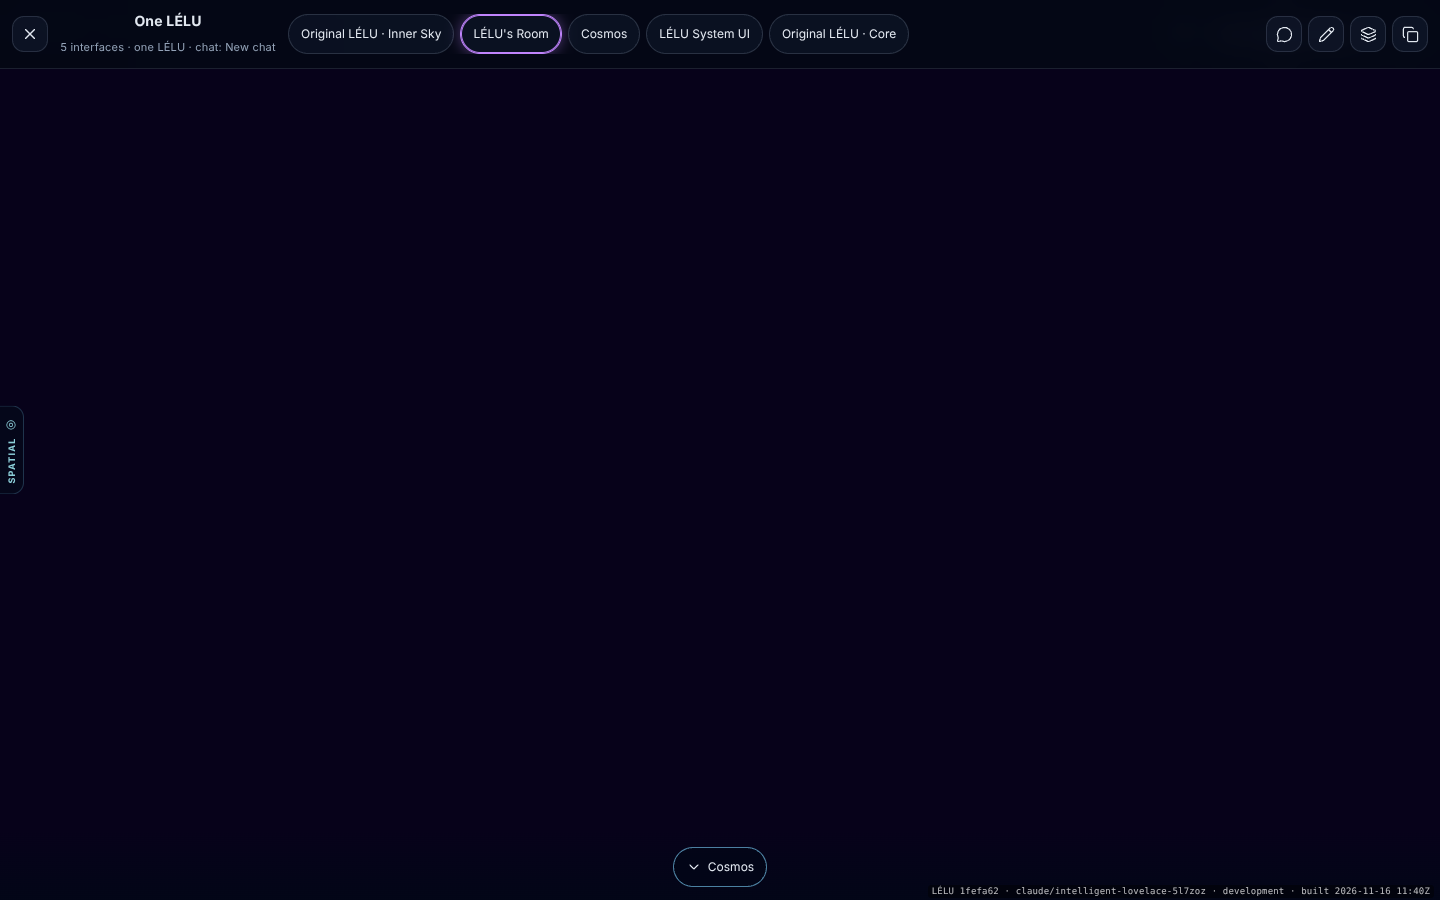 One LÉLU
5 interfaces · one LÉLU · chat: New chat
Original LÉLU · Inner Sky
LÉLU's Room
Cosmos
LÉLU System UI
Original LÉLU · Core
SPATIAL
Cosmos
LÉLU 1fefa62 · claude/intelligent-lovelace-5l7zoz · development · built 2026-11-16 11:40Z